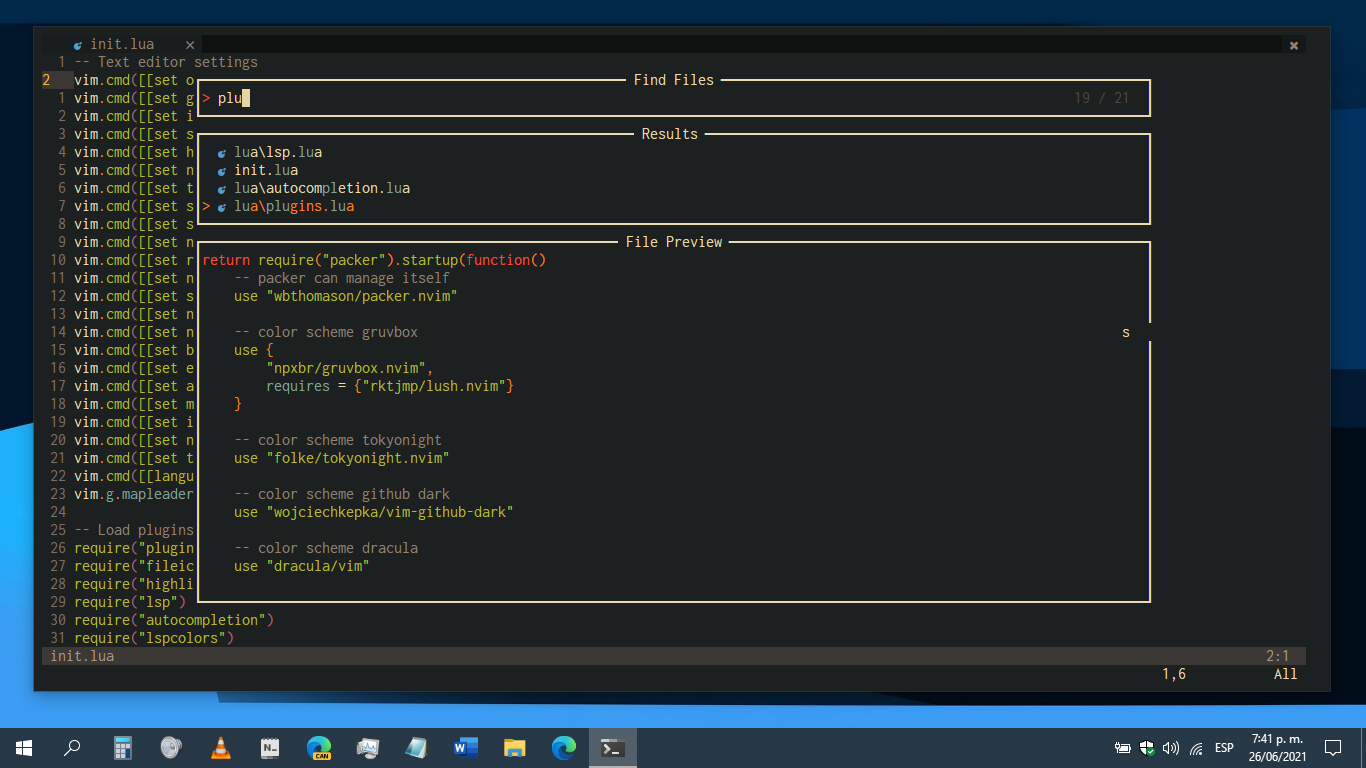 init.lua ×
1 -- Text editor settings
2 vim.cmd([[set o
Find Files
1 vim.cmd([[set g
> plu 19 / 21
2 vim.cmd([[set i
3 vim.cmd([[set s
Results
4 vim.cmd([[set h
lua\lsp.lua
5 vim.cmd([[set n
init.lua
6 vim.cmd([[set t
lua\autocompletion.lua
7 vim.cmd([[set s
> lua\plugins.lua
8 vim.cmd([[set s
9 vim.cmd([[set n
File Preview
10 vim.cmd([[set r
return require("packer").startup(function()
11 vim.cmd([[set n
-- packer can manage itself
12 vim.cmd([[set s
use "wbthomason/packer.nvim"
13 vim.cmd([[set n
14 vim.cmd([[set n
-- color scheme gruvbox s
15 vim.cmd([[set b
use {
16 vim.cmd([[set e
"npxbr/gruvbox.nvim",
17 vim.cmd([[set a
requires = {"rktjmp/lush.nvim"}
18 vim.cmd([[set m
}
19 vim.cmd([[set i
20 vim.cmd([[set n
-- color scheme tokyonight
21 vim.cmd([[set t
use "folke/tokyonight.nvim"
22 vim.cmd([[langu
23 vim.g.mapleader
-- color scheme github dark
24
use "wojciechkepka/vim-github-dark"
25 -- Load plugins
26 require("plugin
-- color scheme dracula
27 require("fileic
use "dracula/vim"
28 require("highli
29 require("lsp")
30 require("autocompletion")
31 require("lspcolors")
init.lua 2:1
1,6 All
N..
CAN
W
ESP
7:41 p. m.
26/06/2021